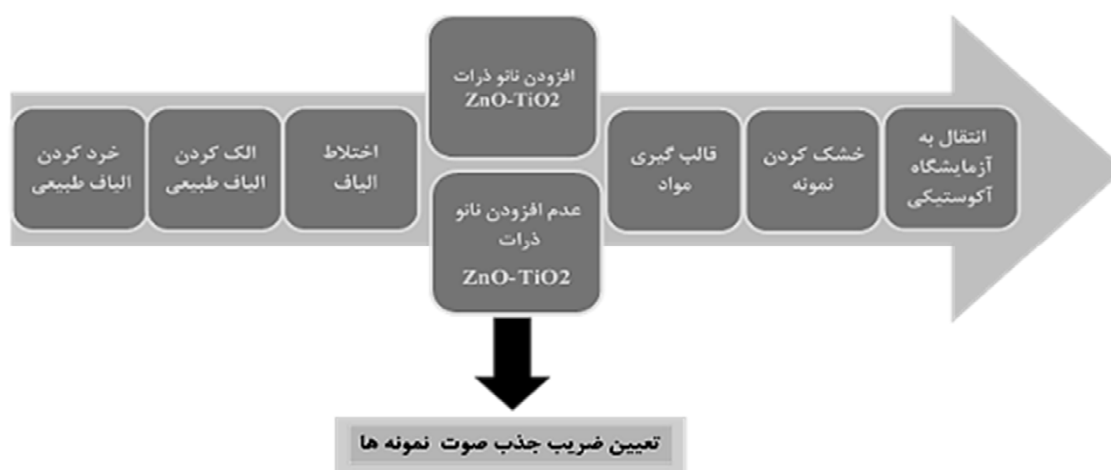 خرد کردن
الیاف طبیعی
الک کردن
الیاف طبیعی
اختلاط
الیاف
افزودن نانو ذرات
ZnO-TiO2
عدم افزودن نانو
ذرات
ZnO-TiO2
قالب گیری
مواد
خشک کردن
نمونه
انتقال به
آزمایشگاه
آکوستیکی
تعیین ضریب جذب صوت نمونه ها